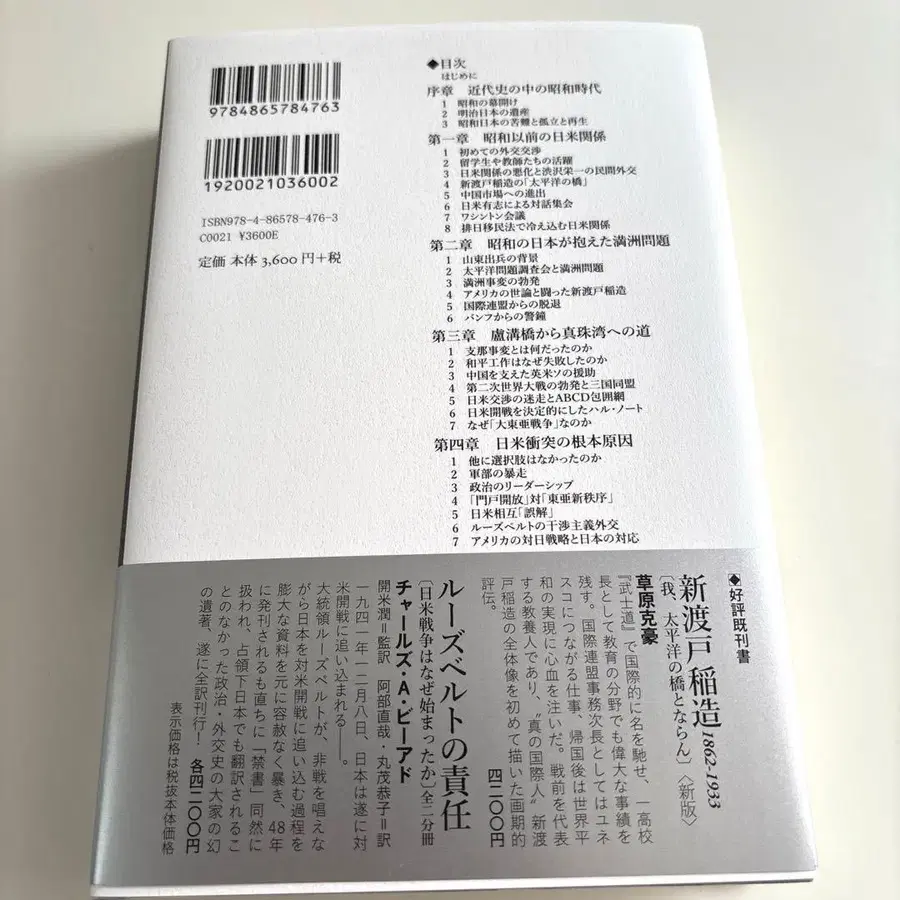 9784865784763
1920021036002
ISBN978-4-86578-476-3
C0021 ¥3600E
定価 本体 3,600円+税
◆目次
はじめに
序章 近代史の中の昭和時代
1 昭和の幕開け
2 明治日本の遺産
3 昭和日本の苦難と孤立と再生
第一章 昭和以前の日米関係
1 初めての外交交渉
2 留学生や教師たちの活躍
3 日米関係の悪化と渋沢栄一の民間外交
4 新渡戸稲造の「太平洋の橋」
5 中国市場への進出
6 日米有志による対話集会
7 ワシントン会議
8 排日移民法で冷え込む日米関係
第二章 昭和の日本が抱えた満洲問題
1 山東出兵の背景
2 太平洋問題調査会と満洲問題
3 満洲事変の勃発
4 アメリカの世論と闘った新渡戸稲造
5 国際連盟からの脱退
6 バンフからの警鐘
第三章 盧溝橋から真珠湾への道
1 支那事変とは何だったのか
2 和平工作はなぜ失敗したのか
3 中国を支えた英米ソの援助
4 第二次世界大戦の勃発と三国同盟
5 日米交渉の迷走とABCD包囲網
6 日米開戦を決定的にしたハル・ノート
7 なぜ「大東亜戦争」なのか
第四章 日米衝突の根本原因
1 他に選択肢はなかったのか
2 軍部の暴走
3 政治のリーダーシップ
4 「門戸開放」対「東亜新秩序」
5 日米相互「誤解」
6 ルーズベルトの干渉主義外交
7 アメリカの対日戦略と日本の対応
◆好評既刊書
新渡戸稲造 1862-1933
〔我、太平洋の橋とならん〕〈新版〉
草原克豪
『武士道』で国際的に名を馳せ、一高校
長として教育の分野でも偉大な事績を
残す。国際連盟事務次長としてはユネ
スコにつながる仕事、帰国後は世界平
和の実現に心血を注いだ。戦前を代表
する教養人であり、“真の国際人”新渡
戸稲造の全体像を初めて描いた画期的
評伝。
四二〇〇円
ルーズベルトの責任
〔日米戦争はなぜ始まったか〕全二分冊
チャールズ・A・ビーアド
開米潤=監訳 阿部直哉・丸茂恭子=訳
一九四一年一二月八日、日本は遂に対
米開戦に追い込まれる――。
大統領ルーズベルトが、非戦を唱えな
がら日本を対米開戦に追い込む過程を
膨大な資料を元に容赦なく暴き、48年
に発刊されるも直ちに「禁書」同然に
扱われ、占領下日本でも翻訳されるこ
とのなかった政治・外交史の大家の幻
の遺著、遂に全訳刊行! 各四二〇〇円
表示価格は税抜本体価格